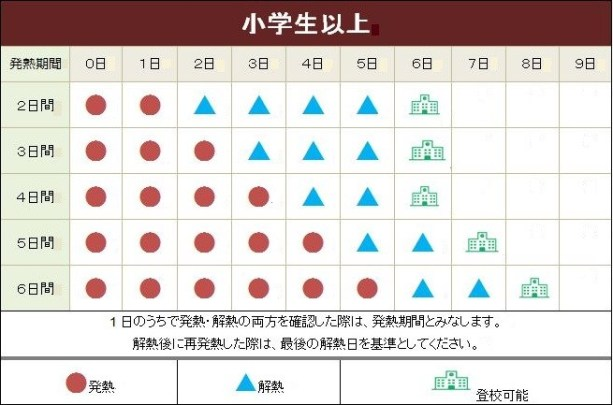 小学生以上
発熱期間 0日 1日 2日 3日 4日 5日 6日 7日 8日 9日
2日間
3日間
4日間
5日間
6日間
1日のうちで発熱・解熱の両方を確認した際は、発熱期間とみなします。
解熱後に再発熱した際は、最後の解熱日を基準としてください。
発熱 解熱 登校可能